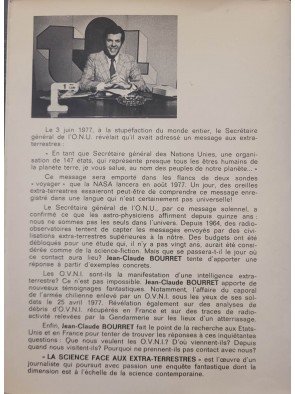 Le 3 juin 1977, à la stupéfaction du monde entier, le Secrétaire
général de l'O.N.U. révélait qu'il avait adressé un message aux extra-
terrestres :
« En tant que Secrétaire général des Nations Unies, une organi-
sation de 147 états, qui représente presque tous les êtres humains de
la planète terre, je vous salue, au nom des peuples de notre planète... »
Ce message sera emporté dans les flancs de deux sondes
« voyager » que la NASA lancera en août 1977. Un jour, des oreilles
extra-terrestres essaieront peut-être de comprendre ce message enre-
gistré dans une langue qui n'est certainement pas universelle!
Le Secrétaire général de l'O.N.U., par ce message solennel, a
confirmé ce que les astro-physiciens affirment depuis quinze ans :
nous ne sommes pas les seuls dans l'univers. Depuis 1964, des radio-
observatoires tentent de capter les messages envoyés par des civi-
lisations extra-terrestres supérieures à la nôtre. Des budgets ont été
débloqués pour une étude qui, il n'y a pas vingt ans, aurait été consi-
dérée comme de la science-fiction. Mais que se passera-t-il le jour où
ce contact aura lieu? Jean-Claude BOURRET tente d'apporter une
réponse à partir d'exemples concrets.
Les O.V.N.I. sont-ils la manifestation d'une intelligence extra-
terrestre? Ce n'est pas impossible. Jean-Claude BOURRET apporte de
nouveaux témoignages fantastiques. Notamment, l'affaire du caporal
de l'armée chilienne enlevé par un O.V.N.I. sous les yeux de ses sol-
dats le 25 avril 1977. Révélation également sur des analyses de
débris d'O.V.N.I. récupérés en France et sur des traces de radio-
activité relevées par la Gendarmerie sur les lieux d'un atterrissage.
Enfin, Jean-Claude BOURRET fait le point de la recherche aux Etats-
Unis et en France pour tenter de trouver les réponses à ces inquiétantes
questions : Que nous veulent les O.V.N.I.? D'où viennent-ils? Depuis
quand nous visitent-ils? Pourquoi ne prennent-ils pas contact avec nous?
« LA SCIENCE FACE AUX EXTRA-TERRESTRES » est l'œuvre d'un
journaliste qui poursuit avec passion une enquête fantastique dont la
dimension est à l'échelle de la science contemporaine.